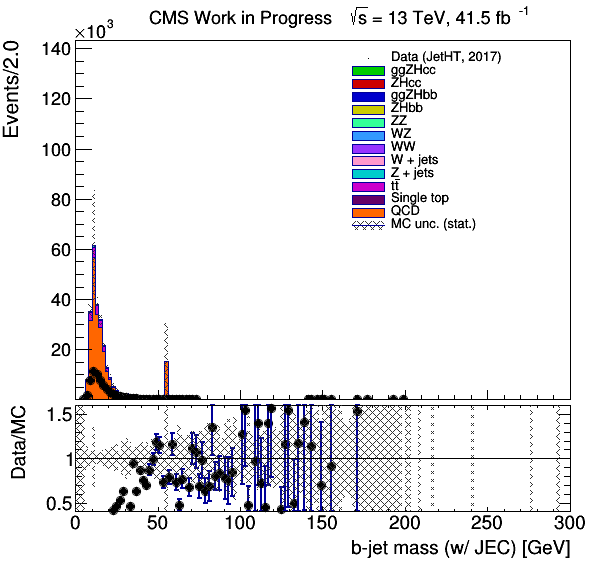 CMS Work in Progress √s = 13 TeV, 41.5 fb⁻¹
×10³
Events/2.0
140
120
100
80
60
40
20
Data (JetHT, 2017)
ggZHcc
ZHcc
ggZHbb
ZHbb
ZZ
WZ
WW
W + jets
Z + jets
tt̄
Single top
QCD
MC unc. (stat.)
Data/MC
1.5
1
0.5
0 50 100 150 200 250 300
b-jet mass (w/ JEC) [GeV]